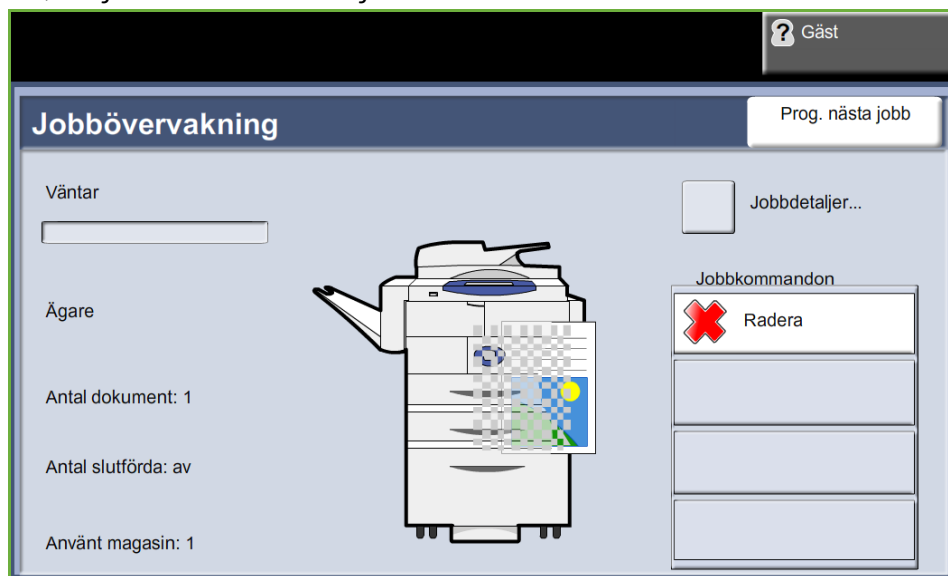 Gäst
Jobbövervakning
Prog. nästa jobb
Väntar
Jobbdetaljer...
Jobbkommandon
Ägare
Radera
Antal dokument: 1
Antal slutförda: av
Använt magasin: 1